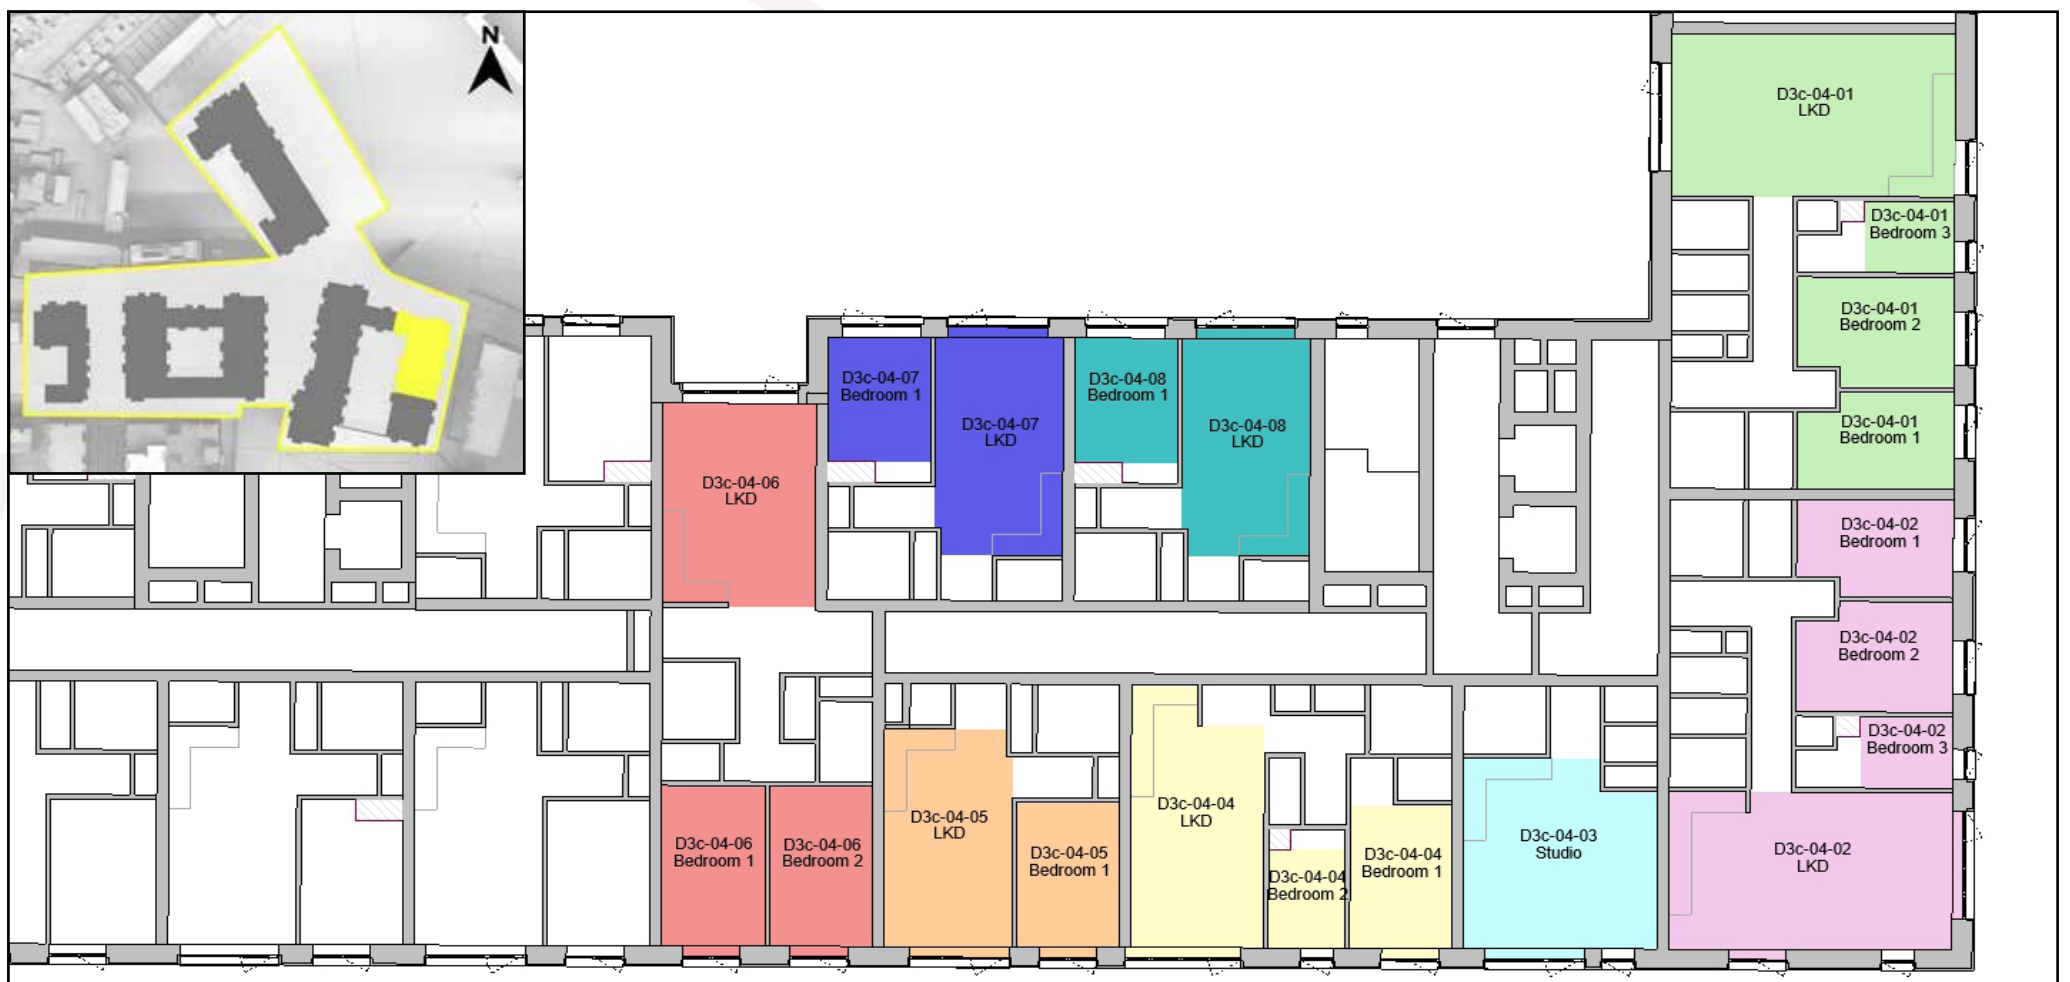 N
D3c-04-01
LKD
D3c-04-01
Bedroom 3
D3c-04-01
Bedroom 2
D3c-04-01
Bedroom 1
D3c-04-07
Bedroom 1
D3c-04-07
LKD
D3c-04-08
Bedroom 1
D3c-04-08
LKD
D3c-04-06
LKD
D3c-04-02
Bedroom 1
D3c-04-02
Bedroom 2
D3c-04-02
Bedroom 3
D3c-04-06
Bedroom 1
D3c-04-06
Bedroom 2
D3c-04-05
LKD
D3c-04-05
Bedroom 1
D3c-04-04
LKD
D3c-04-04
Bedroom 2
D3c-04-04
Bedroom 1
D3c-04-03
Studio
D3c-04-02
LKD